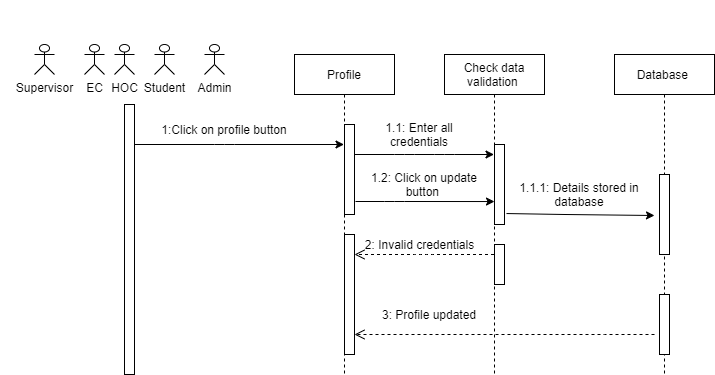 Supervisor
EC
HOC
Student
Admin
Profile
Check data
validation
Database
1:Click on profile button
1.1: Enter all
credentials
1.2: Click on update
button
1.1.1: Details stored in
database
2: Invalid credentials
3: Profile updated